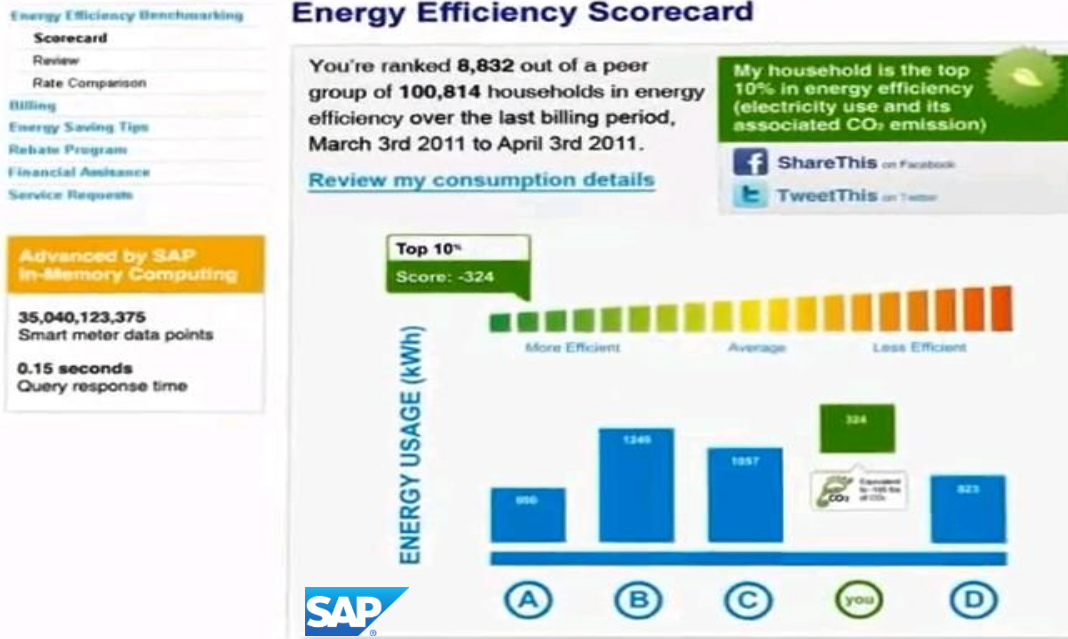 Energy Efficiency Benchmarking
Scorecard
Review
Rate Comparison
Billing
Energy Saving Tips
Rebate Program
Financial Assisance
Service Requests
Advanced by SAP
In-Memory Computing
35,040,123,375
Smart meter data points
0.15 seconds
Query response time
Energy Efficiency Scorecard
You're ranked 8,832 out of a peer
group of 100,814 households in energy
efficiency over the last billing period,
March 3rd 2011 to April 3rd 2011.
Review my consumption details
My household is the top
10% in energy efficiency
(electricity use and its
associated CO₂ emission)
ShareThis on Facebook
TweetThis on Twitter
Top 10%
Score: -324
More Efficient
Average
Less Efficient
ENERGY USAGE (kWh)
1057
324
823
CO₂
Equivalent
of CO₂
A
B
C
you
D
SAP